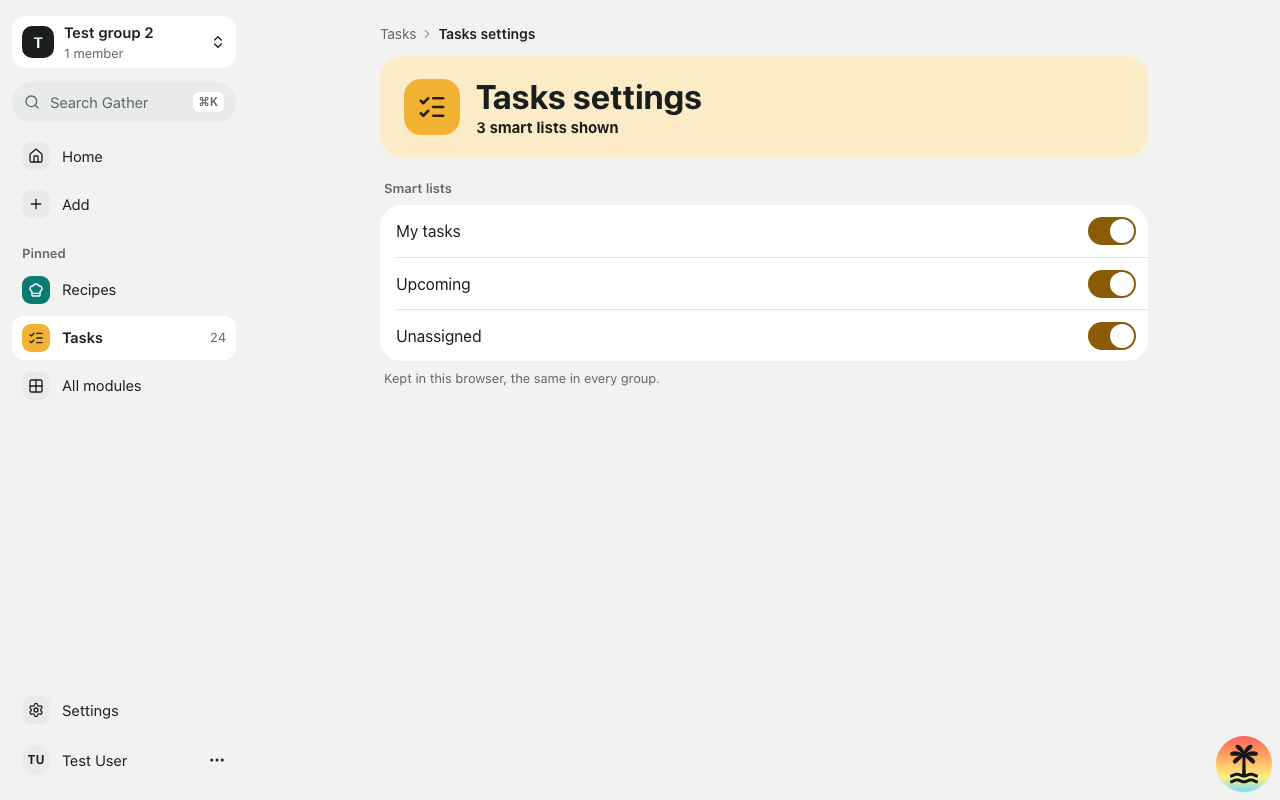 T
Test group 2
1 member
Search Gather
⌘K
Home
Add
Pinned
Recipes
Tasks
24
All modules
Settings
TU
Test User
Tasks
Tasks settings
Tasks settings
3 smart lists shown
Smart lists
My tasks
Upcoming
Unassigned
Kept in this browser, the same in every group.